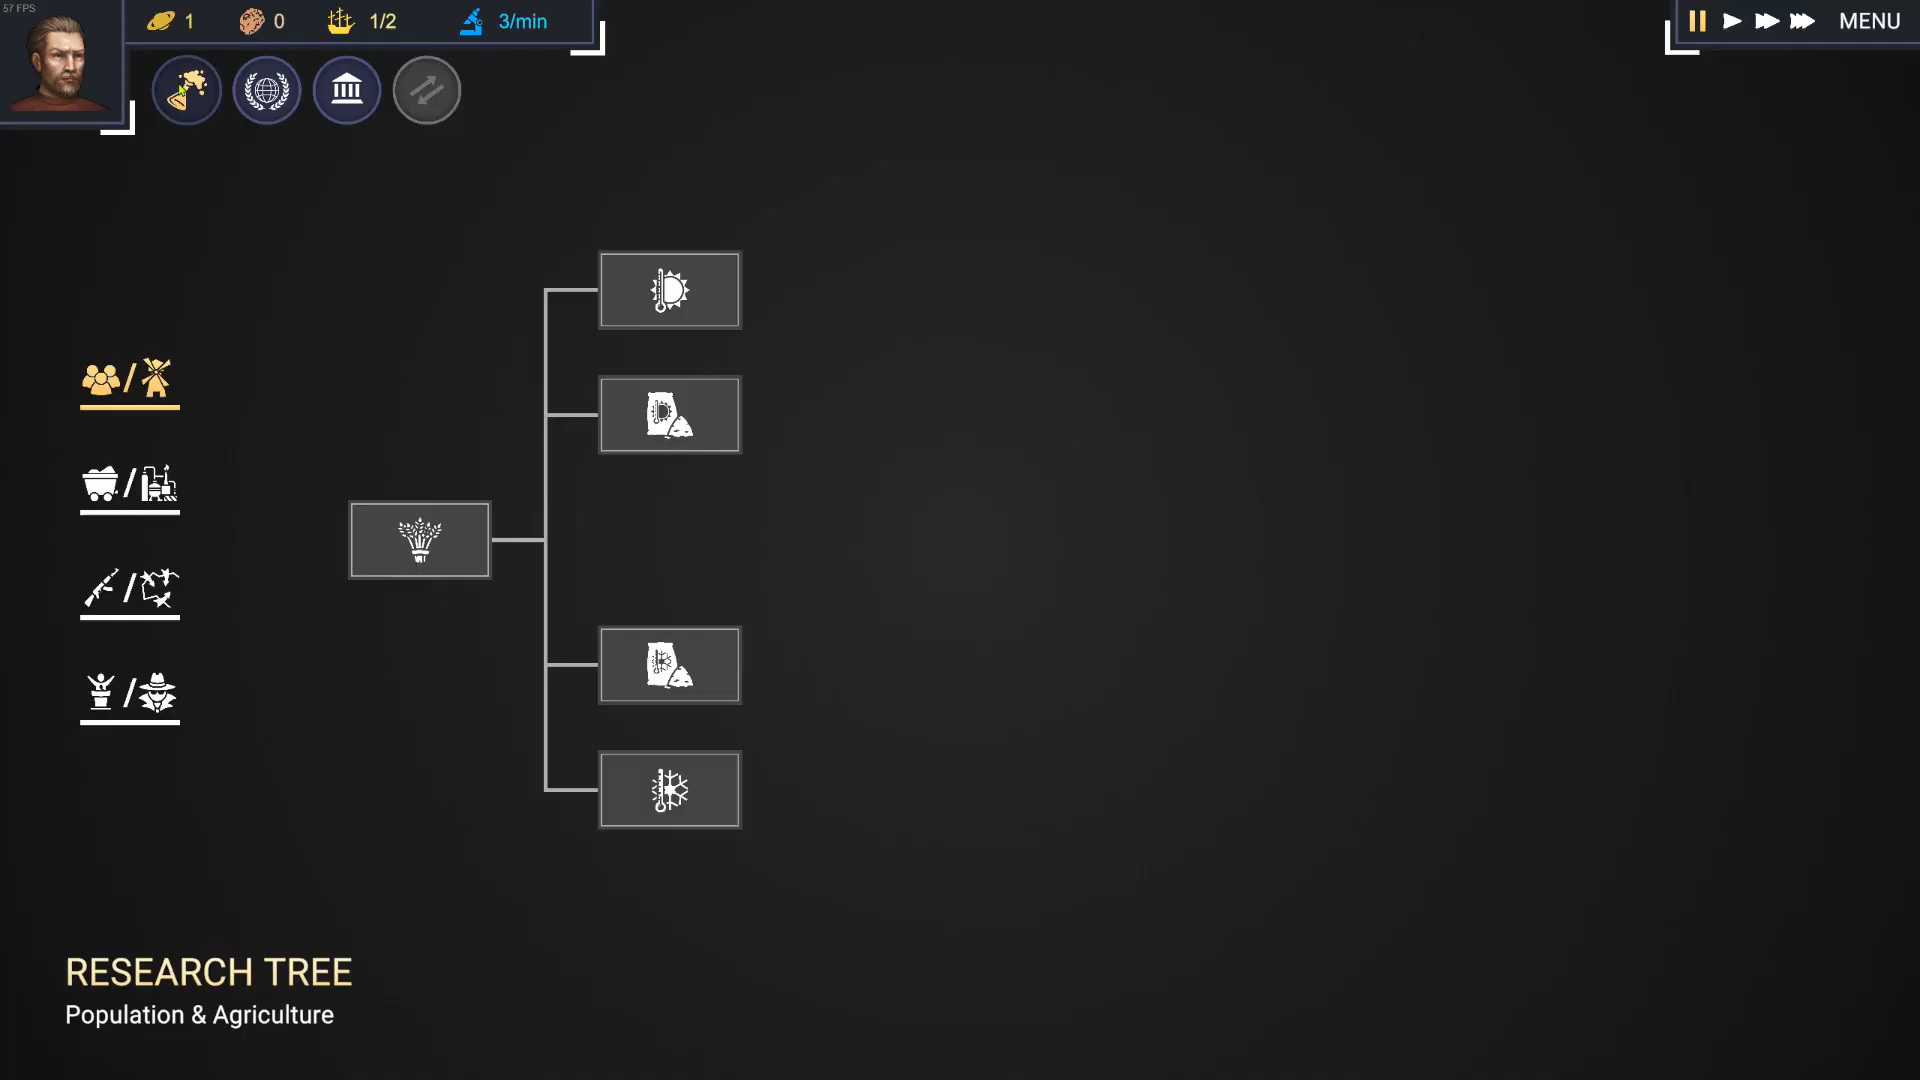 57 FPS
1
0
1/2
3/min
MENU
RESEARCH TREE
Population & Agriculture